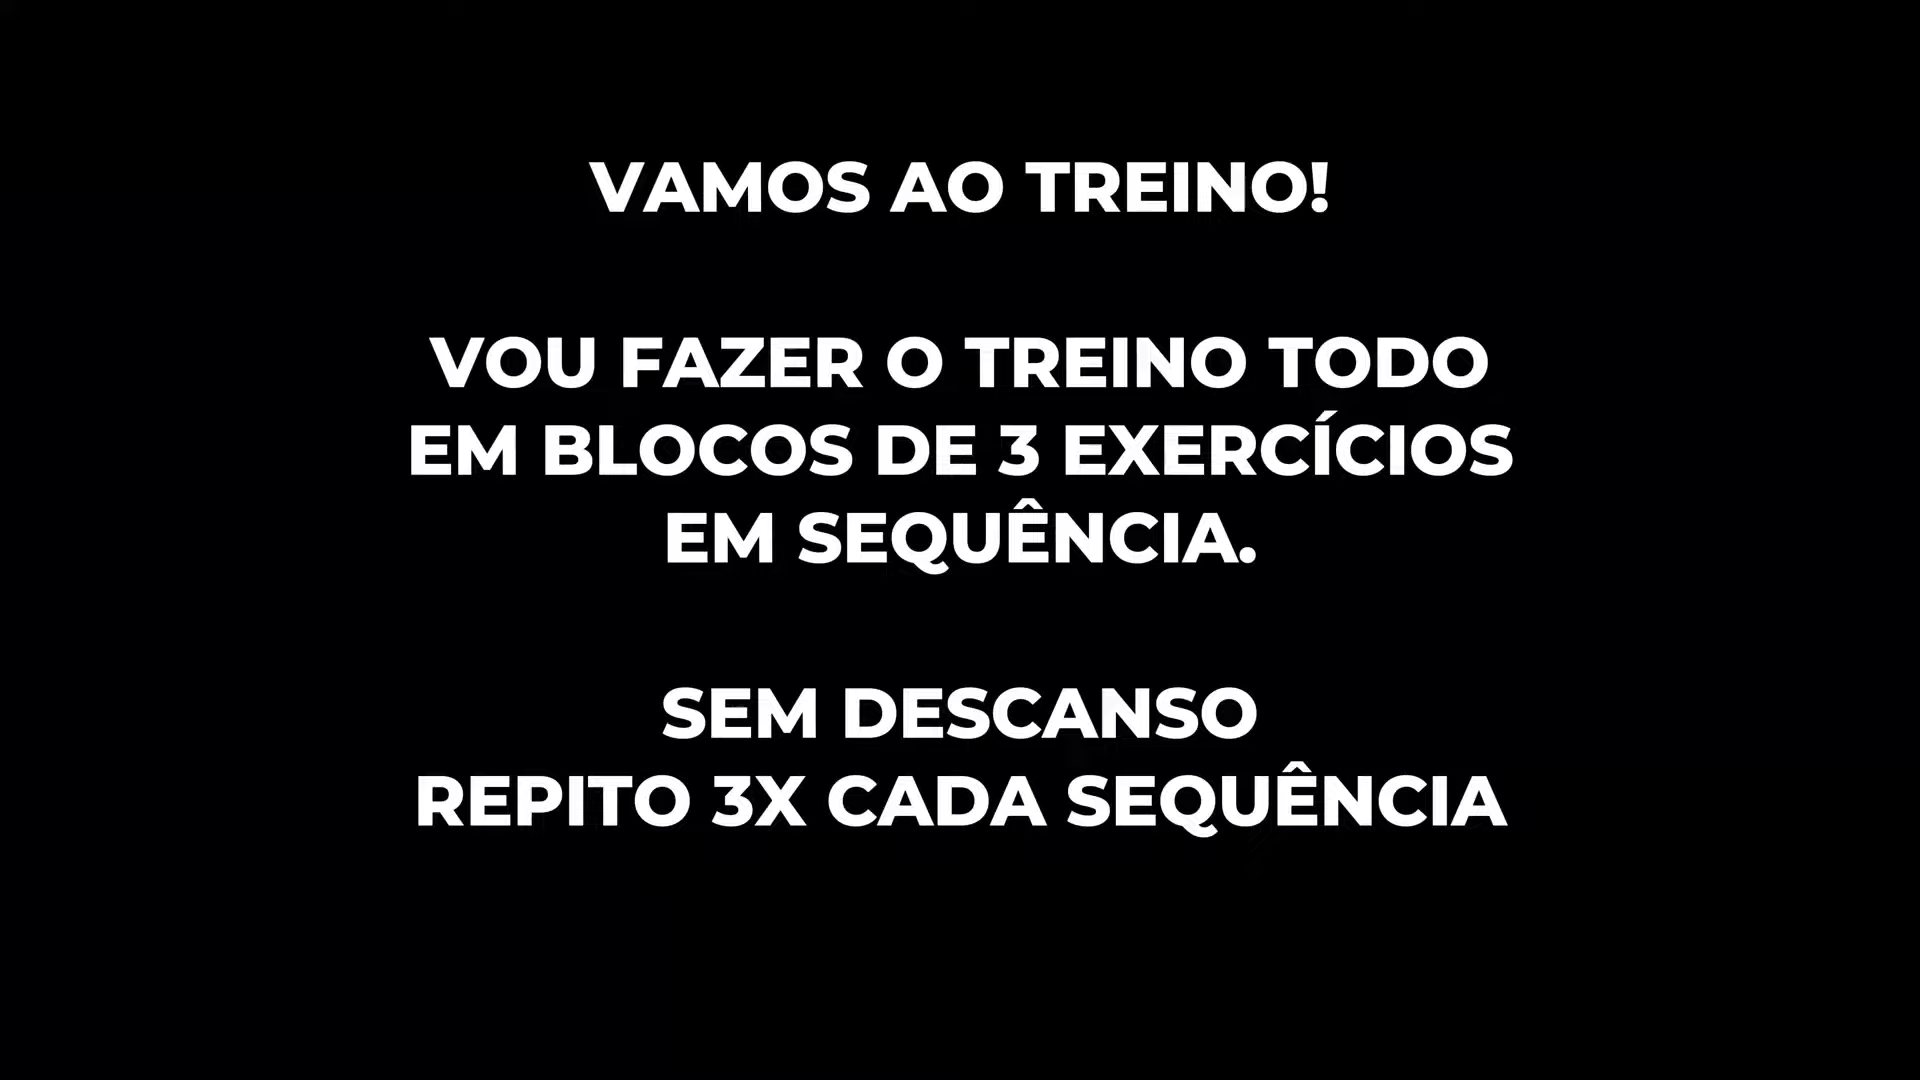 VAMOS AO TREINO!
VOU FAZER O TREINO TODO
EM BLOCOS DE 3 EXERCÍCIOS
EM SEQUÊNCIA.
SEM DESCANSO
REPITO 3X CADA SEQUÊNCIA